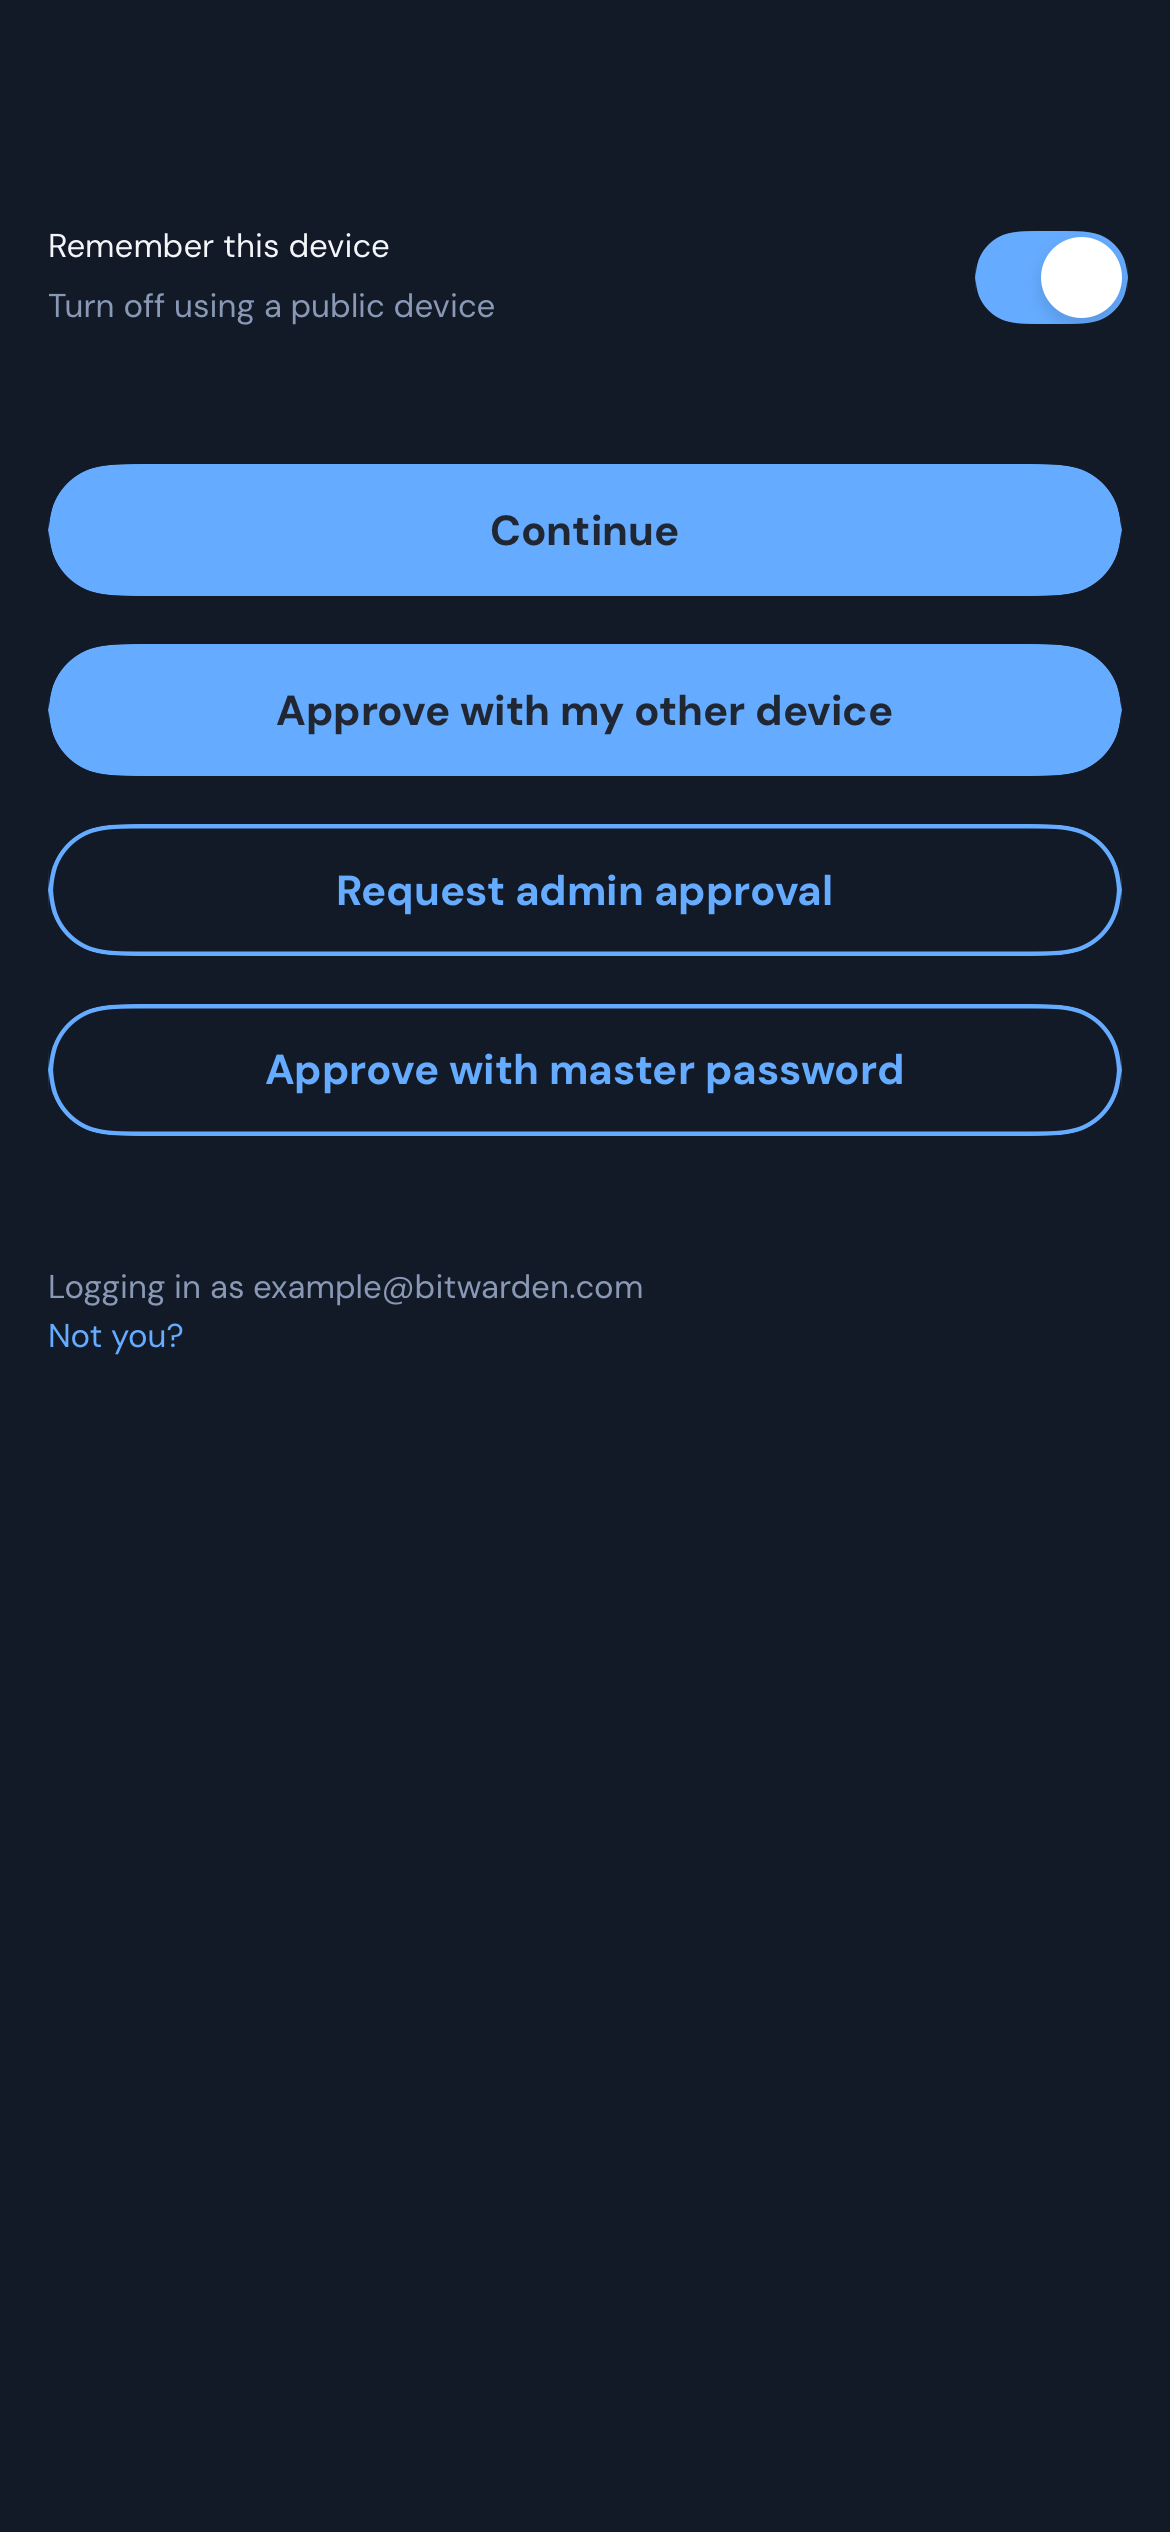 Remember this device
Turn off using a public device
Continue
Approve with my other device
Request admin approval
Approve with master password
Logging in as example@bitwarden.com
Not you?